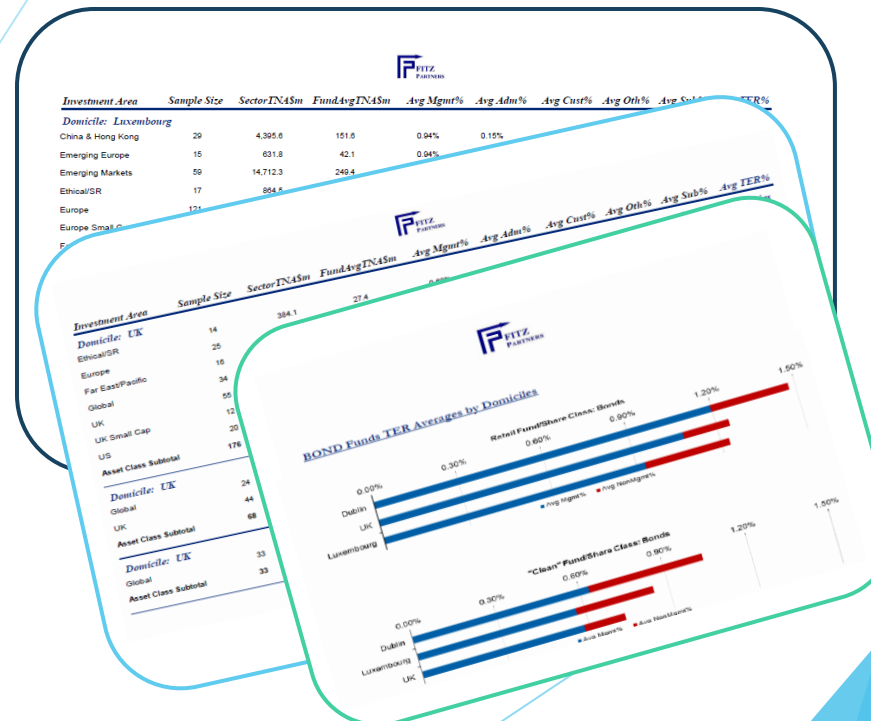 FITZ
PARTNERS
Investment Area Sample Size SectorTNA$m FundAvgTNA$m Avg Mgmt% Avg Adm% Avg Cust% Avg Oth% TER%
Domicile: Luxembourg
China & Hong Kong 29 4,395.6 151.6 0.94% 0.15%
Emerging Europe 15 631.8 42.1 0.94%
Emerging Markets 59 14,712.3 249.4
Ethical/SR 17 864.5
Europe 121
Europe Small
FITZ
PARTNERS
Investment Area Sample Size SectorTNA$m FundAvgTNA$m Avg Mgmt% Avg Adm% Avg Cust% Avg Oth% Avg Sub% Avg TER%
Domicile: UK
Ethical/SR 14 384.1 27.4
Europe 25
Far East/Pacific 16
Global 34
UK 55
UK Small Cap 12
US 20
Asset Class Subtotal 176
Domicile: UK
Global 24
UK 44
Asset Class Subtotal 68
Domicile: UK
Global 33
Asset Class Subtotal 33
FITZ
PARTNERS
BOND Funds TER Averages by Domiciles
Retail Fund/Share Class: Bonds
0.00% 0.30% 0.60% 0.90% 1.20% 1.50%
Dublin
UK
Luxembourg
Avg Mgmt% Avg NonMgmt%
"Clean" Fund/Share Class: Bonds
0.00% 0.30% 0.60% 0.90% 1.20% 1.50%
Dublin
Luxembourg
UK
Avg Mgmt% Avg NonMgmt%